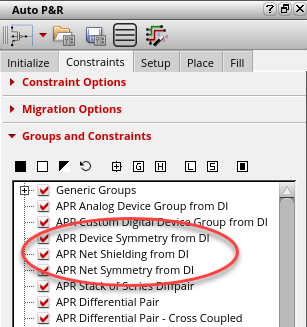 Auto P&R
Initialize Constraints Setup Place Fill
Constraint Options
Migration Options
Groups and Constraints
G H L S
Generic Groups
APR Analog Device Group from DI
APR Custom Digital Device Group from DI
APR Device Symmetry from DI
APR Net Shielding from DI
APR Net Symmetry from DI
APR Stack of Series Diffpair
APR Differential Pair
APR Differential Pair - Cross Coupled